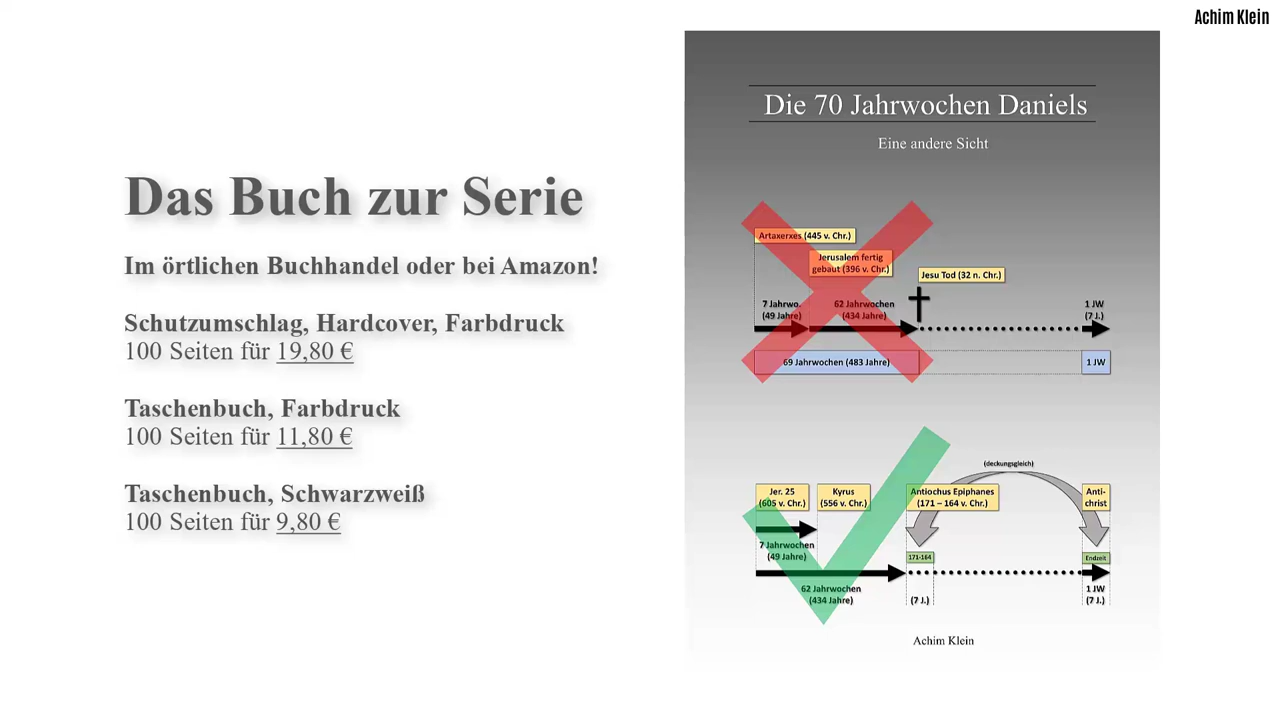 Achim Klein
Das Buch zur Serie
Im örtlichen Buchhandel oder bei Amazon!
Schutzumschlag, Hardcover, Farbdruck
100 Seiten für 19,80 €
Taschenbuch, Farbdruck
100 Seiten für 11,80 €
Taschenbuch, Schwarzweiß
100 Seiten für 9,80 €
Die 70 Jahrwochen Daniels
Eine andere Sicht
Artaxerxes (445 v. Chr.)
Jerusalem fertig
gebaut (396 v. Chr.)
Jesu Tod (32 n. Chr.)
7 Jahrwo.
(49 Jahre)
62 Jahrwochen
(434 Jahre)
1 JW
(7 J.)
69 Jahrwochen (483 Jahre)
1 JW
(deckungsgleich)
Jer. 25
(605 v. Chr.)
Kyrus
(556 v. Chr.)
Antiochus Epiphanes
(171 – 164 v. Chr.)
Anti-
christ
7 Jahrwochen
(49 Jahre)
171-164
Endzeit
62 Jahrwochen
(434 Jahre)
(7 J.)
1 JW
(7 J.)
Achim Klein